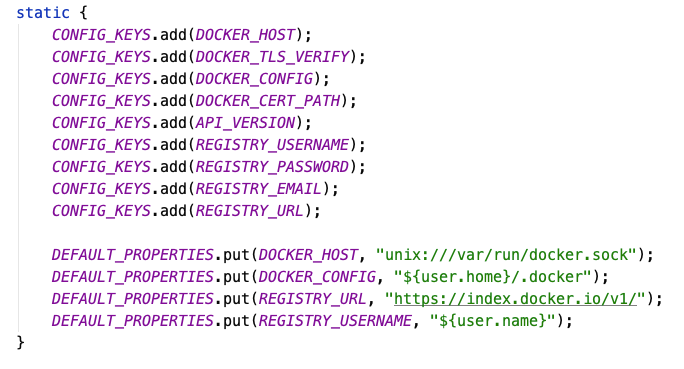 static {
    CONFIG_KEYS.add(DOCKER_HOST);
    CONFIG_KEYS.add(DOCKER_TLS_VERIFY);
    CONFIG_KEYS.add(DOCKER_CONFIG);
    CONFIG_KEYS.add(DOCKER_CERT_PATH);
    CONFIG_KEYS.add(API_VERSION);
    CONFIG_KEYS.add(REGISTRY_USERNAME);
    CONFIG_KEYS.add(REGISTRY_PASSWORD);
    CONFIG_KEYS.add(REGISTRY_EMAIL);
    CONFIG_KEYS.add(REGISTRY_URL);

    DEFAULT_PROPERTIES.put(DOCKER_HOST, "unix:///var/run/docker.sock");
    DEFAULT_PROPERTIES.put(DOCKER_CONFIG, "${user.home}/.docker");
    DEFAULT_PROPERTIES.put(REGISTRY_URL, "https://index.docker.io/v1/");
    DEFAULT_PROPERTIES.put(REGISTRY_USERNAME, "${user.name}");
}